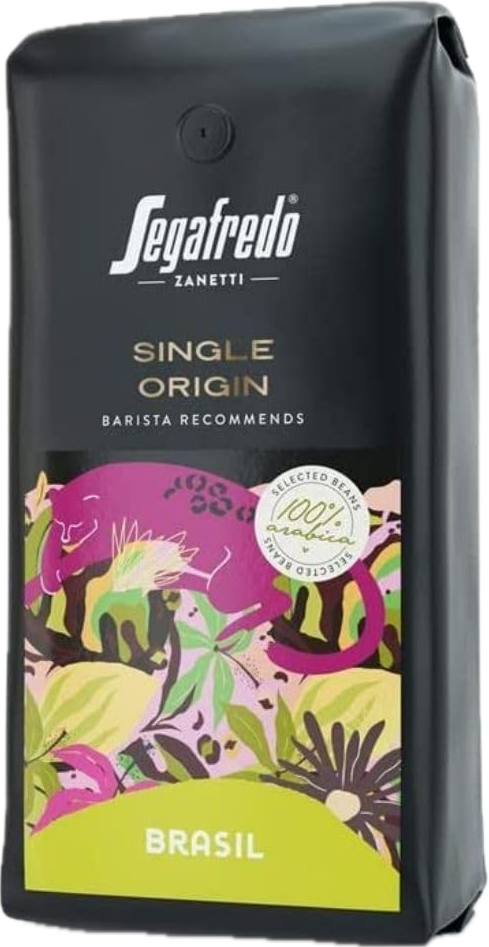 Segafredo®
ZANETTI
SINGLE
ORIGIN
BARISTA RECOMMENDS
SELECTED BEANS
100%
arabica
SELECTED BEANS
BRASIL